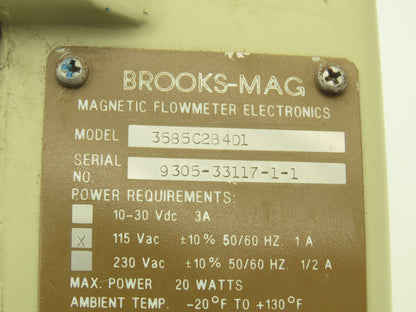 BROOKS-MAG
MAGNETIC FLOWMETER ELECTRONICS
MODEL 3585C2B4D1
SERIAL NO. 9305-33117-1-1
POWER REQUIREMENTS:
10-30 Vdc 3A
X 115 Vac ±10% 50/60 HZ. 1 A
230 Vac ±10% 50/60 HZ. 1/2 A
MAX. POWER 20 WATTS
AMBIENT TEMP. -20°F TO +130°F